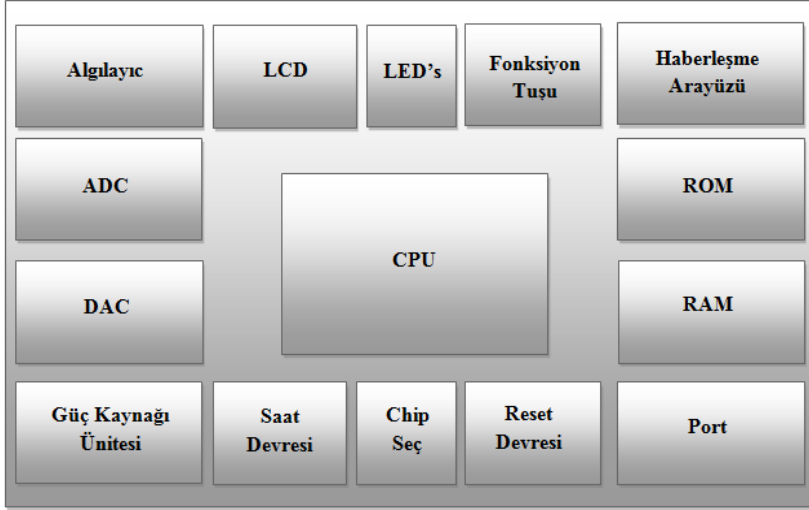 Algılayıc
LCD
LED's
Fonksiyon
Tuşu
Haberleşme
Arayüzü
ADC
CPU
ROM
DAC
RAM
Güç Kaynağı
Ünitesi
Saat
Devresi
Chip
Seç
Reset
Devresi
Port